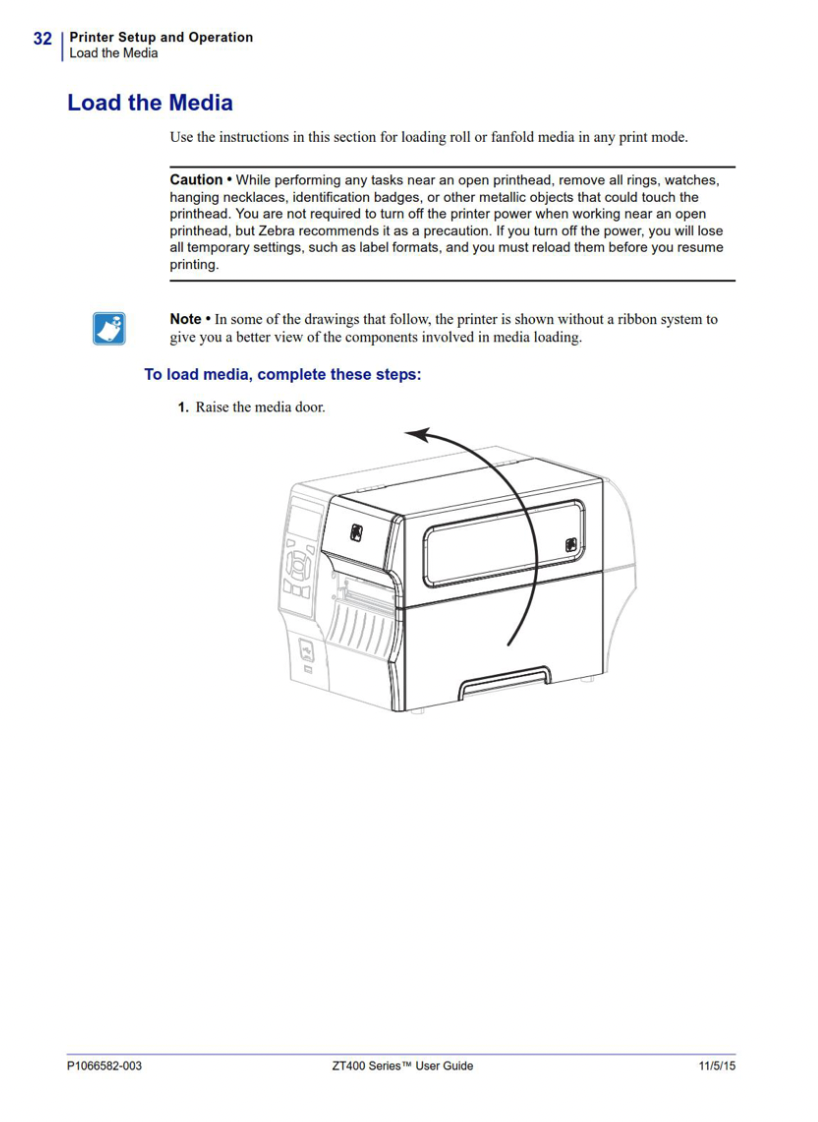 32
Printer Setup and Operation
Load the Media
Load the Media
Use the instructions in this section for loading roll or fanfold media in any print mode.
Caution • While performing any tasks near an open printhead, remove all rings, watches,
hanging necklaces, identification badges, or other metallic objects that could touch the
printhead. You are not required to turn off the printer power when working near an open
printhead, but Zebra recommends it as a precaution. If you turn off the power, you will lose
all temporary settings, such as label formats, and you must reload them before you resume
printing.
Note • In some of the drawings that follow, the printer is shown without a ribbon system to
give you a better view of the components involved in media loading.
To load media, complete these steps:
1. Raise the media door.
P1066582-003
ZT400 Series™ User Guide
11/5/15